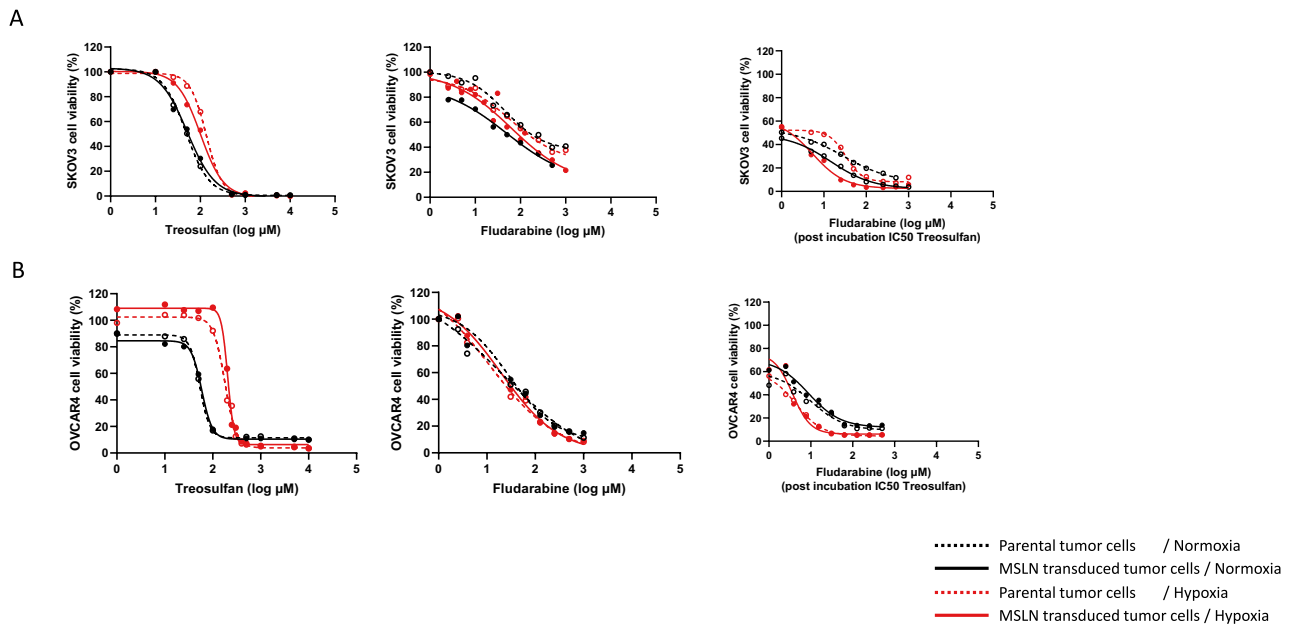 A
SKOV3 cell viability (%)
120
100
80
60
40
20
0
0 1 2 3 4 5
Treosulfan (log µM)
SKOV3 cell viability (%)
120
100
80
60
40
20
0
0 1 2 3 4 5
Fludarabine (log µM)
SKOV3 cell viability (%)
120
100
80
60
40
20
0
0 1 2 3 4 5
Fludarabine (log µM)
(post incubation IC50 Treosulfan)
B
OVCAR4 cell viability (%)
120
100
80
60
40
20
0
0 1 2 3 4 5
Treosulfan (log µM)
OVCAR4 cell viability (%)
120
100
80
60
40
20
0
0 1 2 3 4 5
Fludarabine (log µM)
OVCAR4 cell viability (%)
120
100
80
60
40
20
0
0 1 2 3 4 5
Fludarabine (log µM)
(post incubation IC50 Treosulfan)
Parental tumor cells / Normoxia
MSLN transduced tumor cells / Normoxia
Parental tumor cells / Hypoxia
MSLN transduced tumor cells / Hypoxia